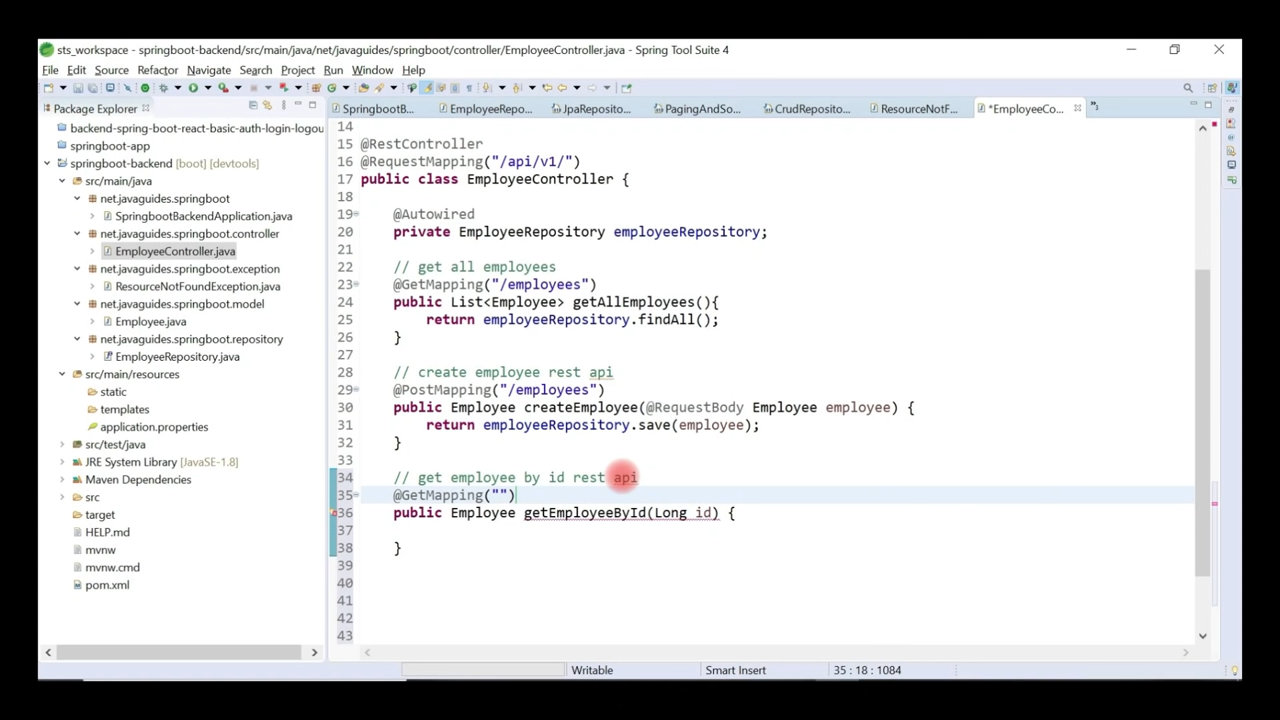 sts_workspace - springboot-backend/src/main/java/net/javaguides/springboot/controller/EmployeeController.java - Spring Tool Suite 4
File Edit Source Refactor Navigate Search Project Run Window Help
Package Explorer
backend-spring-boot-react-basic-auth-login-logou
springboot-app
springboot-backend [boot] [devtools]
src/main/java
net.javaguides.springboot
SpringbootBackendApplication.java
net.javaguides.springboot.controller
EmployeeController.java
net.javaguides.springboot.exception
ResourceNotFoundException.java
net.javaguides.springboot.model
Employee.java
net.javaguides.springboot.repository
EmployeeRepository.java
src/main/resources
static
templates
application.properties
src/test/java
JRE System Library [JavaSE-1.8]
Maven Dependencies
src
target
HELP.md
mvnw
mvnw.cmd
pom.xml
SpringbootB... EmployeeRepo... JpaReposito... PagingAndSo... CrudReposito... ResourceNotF... *EmployeeCo...
14
15 @RestController
16 @RequestMapping("/api/v1/")
17 public class EmployeeController {
18
19 @Autowired
20 private EmployeeRepository employeeRepository;
21
22 // get all employees
23 @GetMapping("/employees")
24 public List<Employee> getAllEmployees(){
25 return employeeRepository.findAll();
26 }
27
28 // create employee rest api
29 @PostMapping("/employees")
30 public Employee createEmployee(@RequestBody Employee employee) {
31 return employeeRepository.save(employee);
32 }
33
34 // get employee by id rest api
35 @GetMapping("")
36 public Employee getEmployeeById(Long id) {
37
38 }
39
40
41
42
43
Writable Smart Insert 35 : 18 : 1084